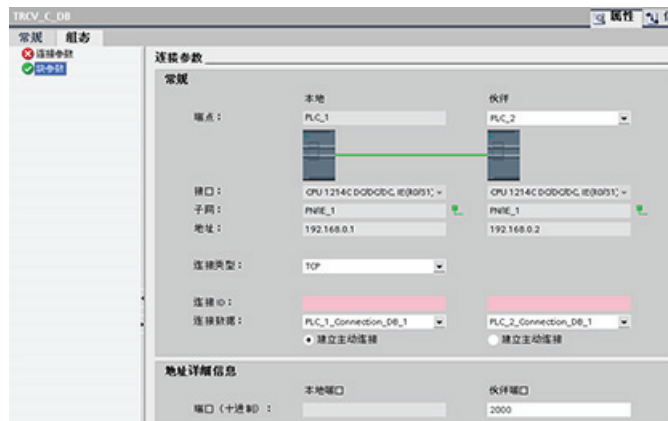 TRCV_C_DB
属性
常规 组态
连接参数
块参数
连接参数
常规
本地 伙伴
端点： PLC_1 PLC_2
接口： CPU 1214C DC/DC/DC, IE(R0/S1) CPU 1214C DC/DC/DC, IE(R0/S1)
子网： PN/IE_1 PN/IE_1
地址： 192.168.0.1 192.168.0.2
连接类型： TCP
连接ID：
连接数据： PLC_1_Connection_DB_1 PLC_2_Connection_DB_1
建立主动连接 建立主动连接
地址详细信息
本地端口 伙伴端口
端口（十进制）： 2000